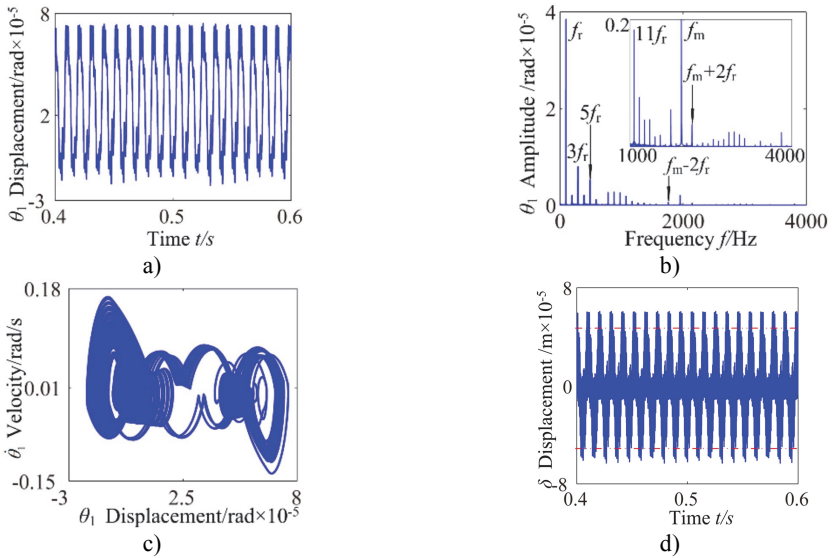 8
2
-3
θ₁ Displacement/rad×10⁻⁵
0.4 0.5 0.6
Time t/s
a)
4
3
2
1
0
θ₁ Amplitude /rad×10⁻⁵
fr
3fr
5fr
fm-2fr
0.2
11fr
fm
fm+2fr
1000 4000
0 2000 4000
Frequency f/Hz
b)
0.18
0.01
-0.15
θ̇₁ Velocity/rad/s
-3 2.5 8
θ₁ Displacement/rad×10⁻⁵
c)
8
0
-8
δ Displacement /m×10⁻⁵
0.4 0.5 0.6
Time t/s
d)